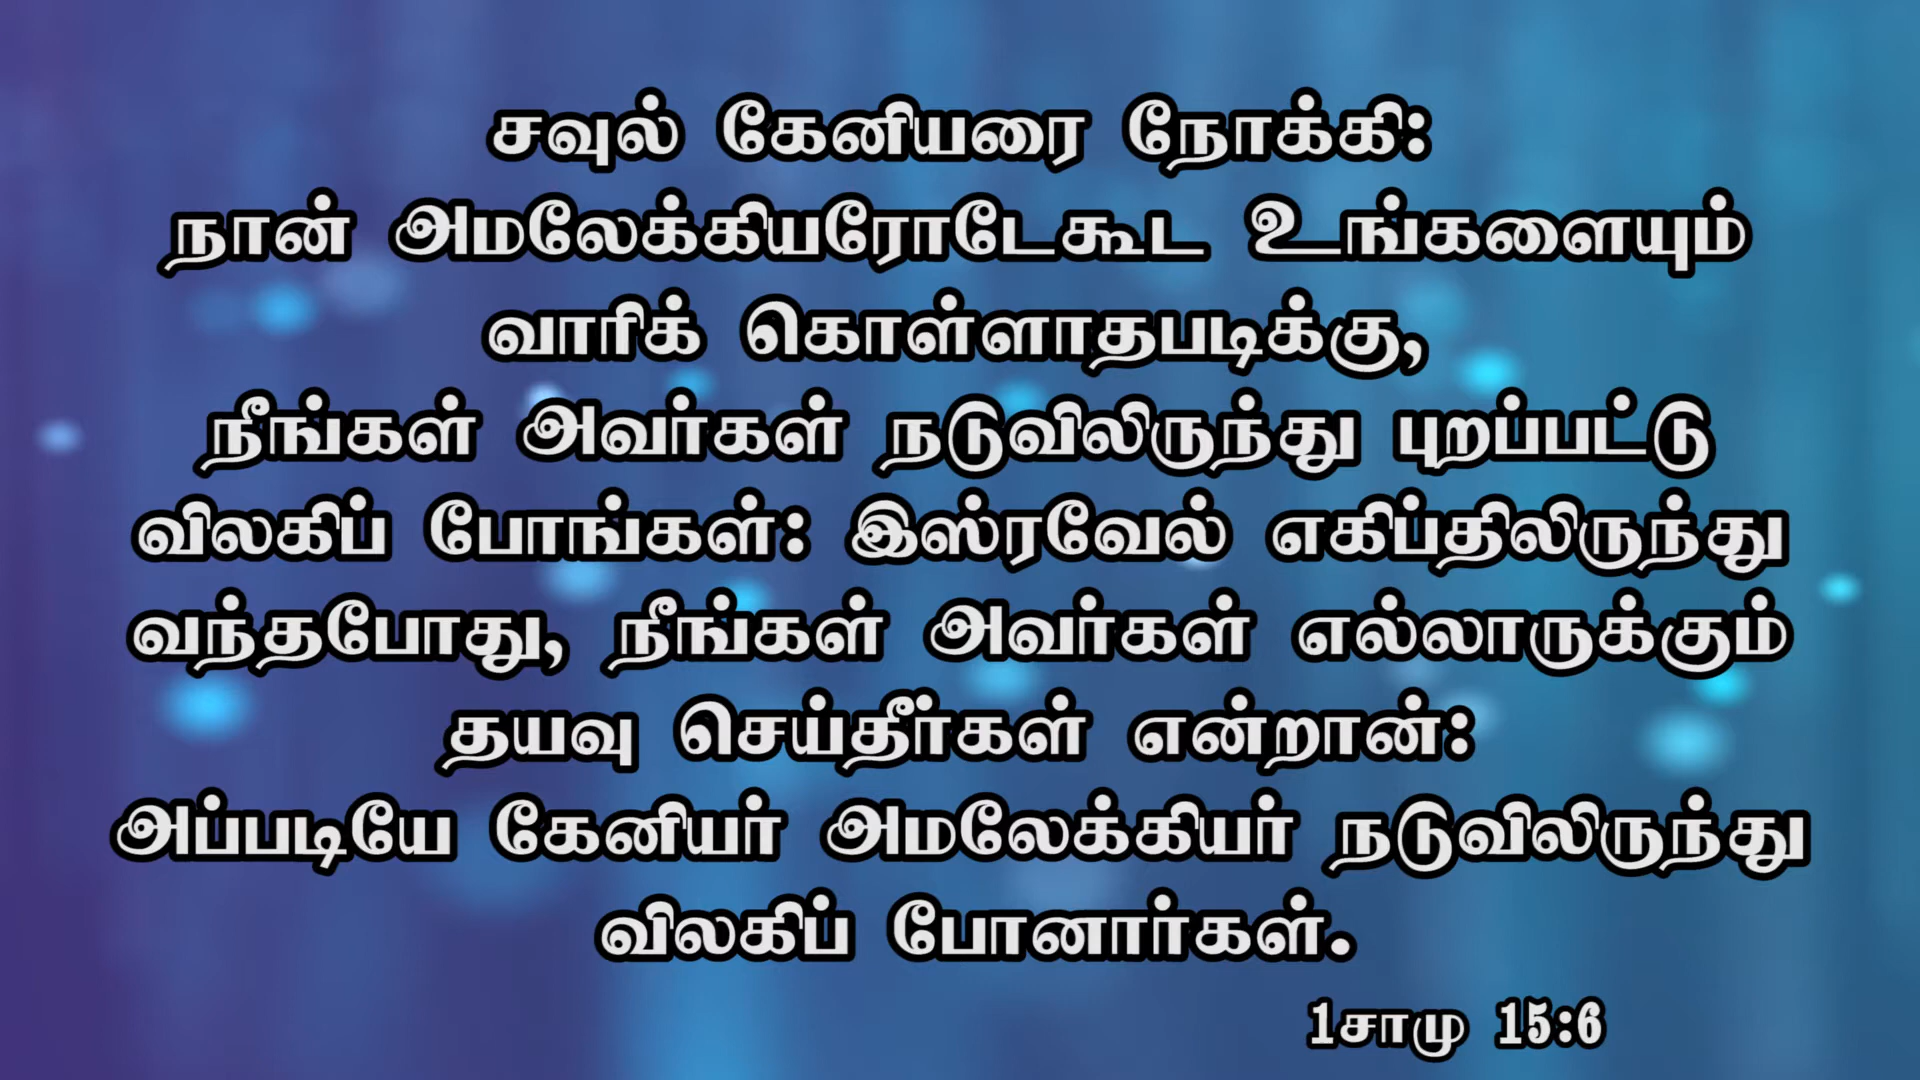 சவுல் கேனியரை நோக்கி:
நான் அமலேக்கியரோடேகூட உங்களையும்
வாரிக் கொள்ளாதபடிக்கு,
நீங்கள் அவர்கள் நடுவிலிருந்து புறப்பட்டு
விலகிப் போங்கள்: இஸ்ரவேல் எகிப்திலிருந்து
வந்தபோது, நீங்கள் அவர்கள் எல்லாருக்கும்
தயவு செய்தீர்கள் என்றான்:
அப்படியே கேனியர் அமலேக்கியர் நடுவிலிருந்து
விலகிப் போனார்கள்.
1சாமு 15:6